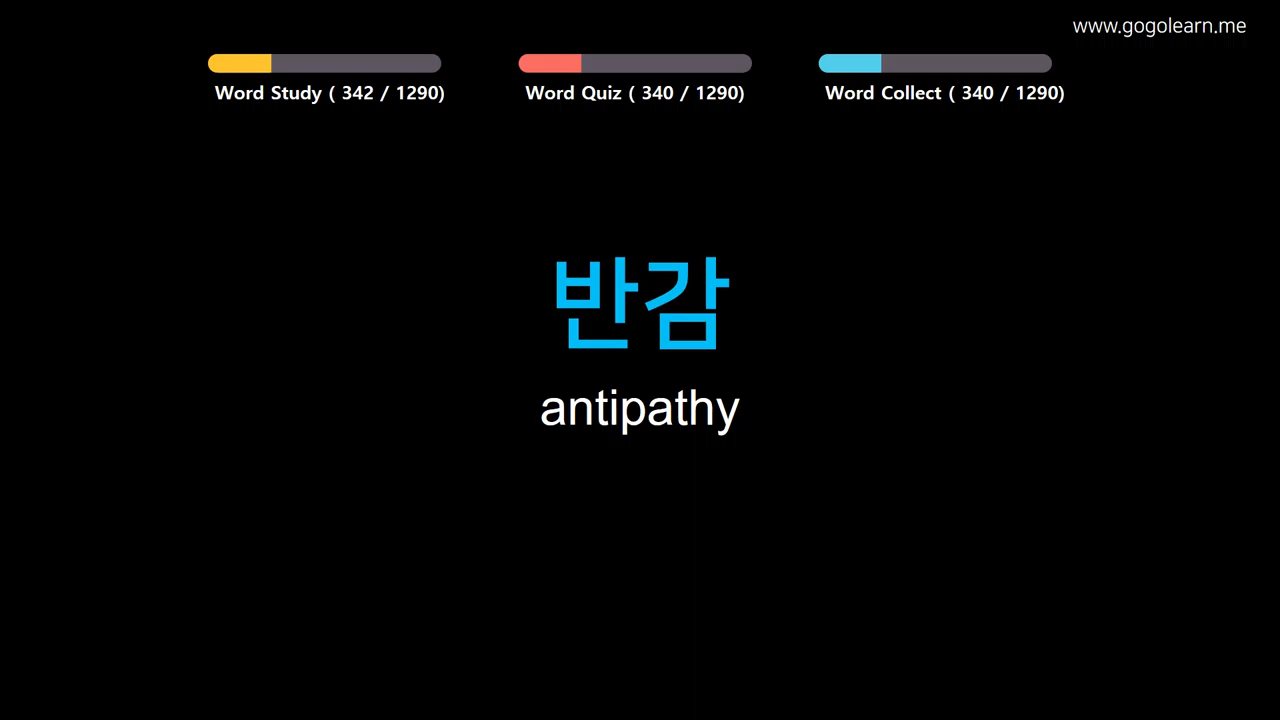 www.gogolearn.me
Word Study ( 342 / 1290)
Word Quiz ( 340 / 1290)
Word Collect ( 340 / 1290)
반감
antipathy